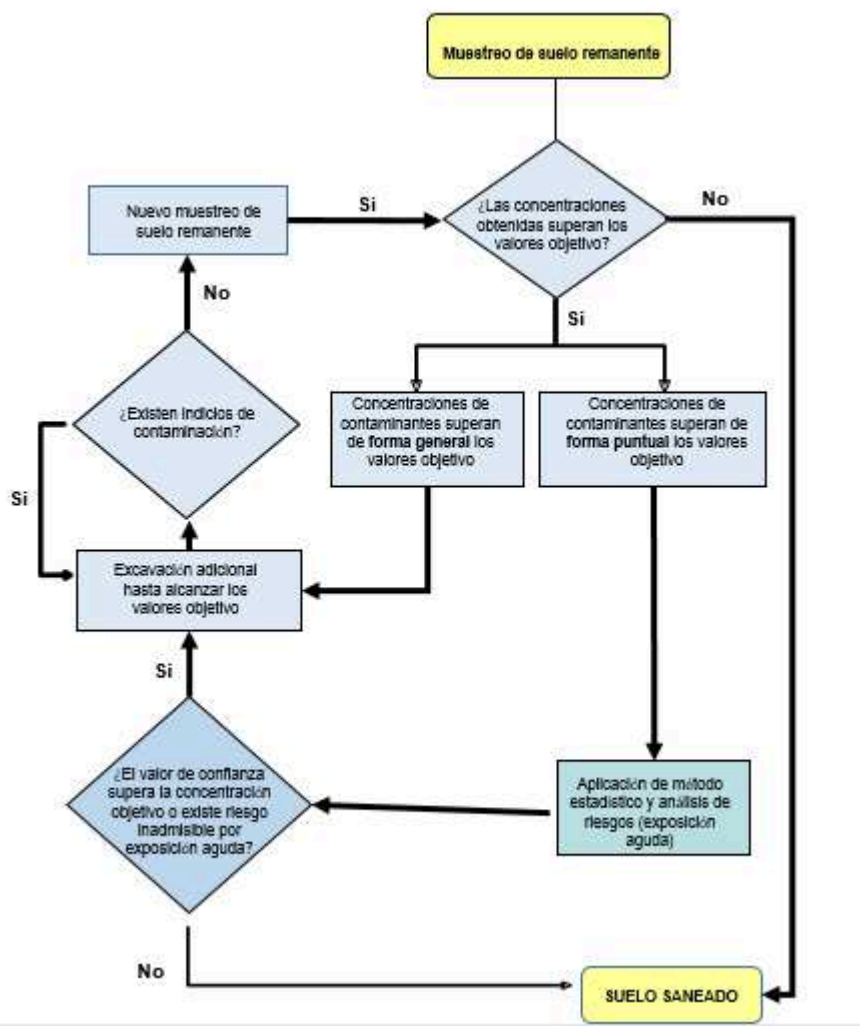 Muestreo de suelo remanente
¿Las concentraciones
obtenidas superan los
valores objetivo?
No
Si
Nuevo muestreo de
suelo remanente
Si
No
¿Existen indicios de
contaminación?
Si
Concentraciones de
contaminantes superan
de forma general los
valores objetivo
Concentraciones de
contaminantes superan de
forma puntual los valores
objetivo
Excavación adicional
hasta alcanzar los
valores objetivo
Si
¿El valor de confianza
supera la concentración
objetivo o existe riesgo
inadmisible por
exposición aguda?
Aplicación de método
estadístico y análisis de
riesgos (exposición
aguda)
No
SUELO SANEADO